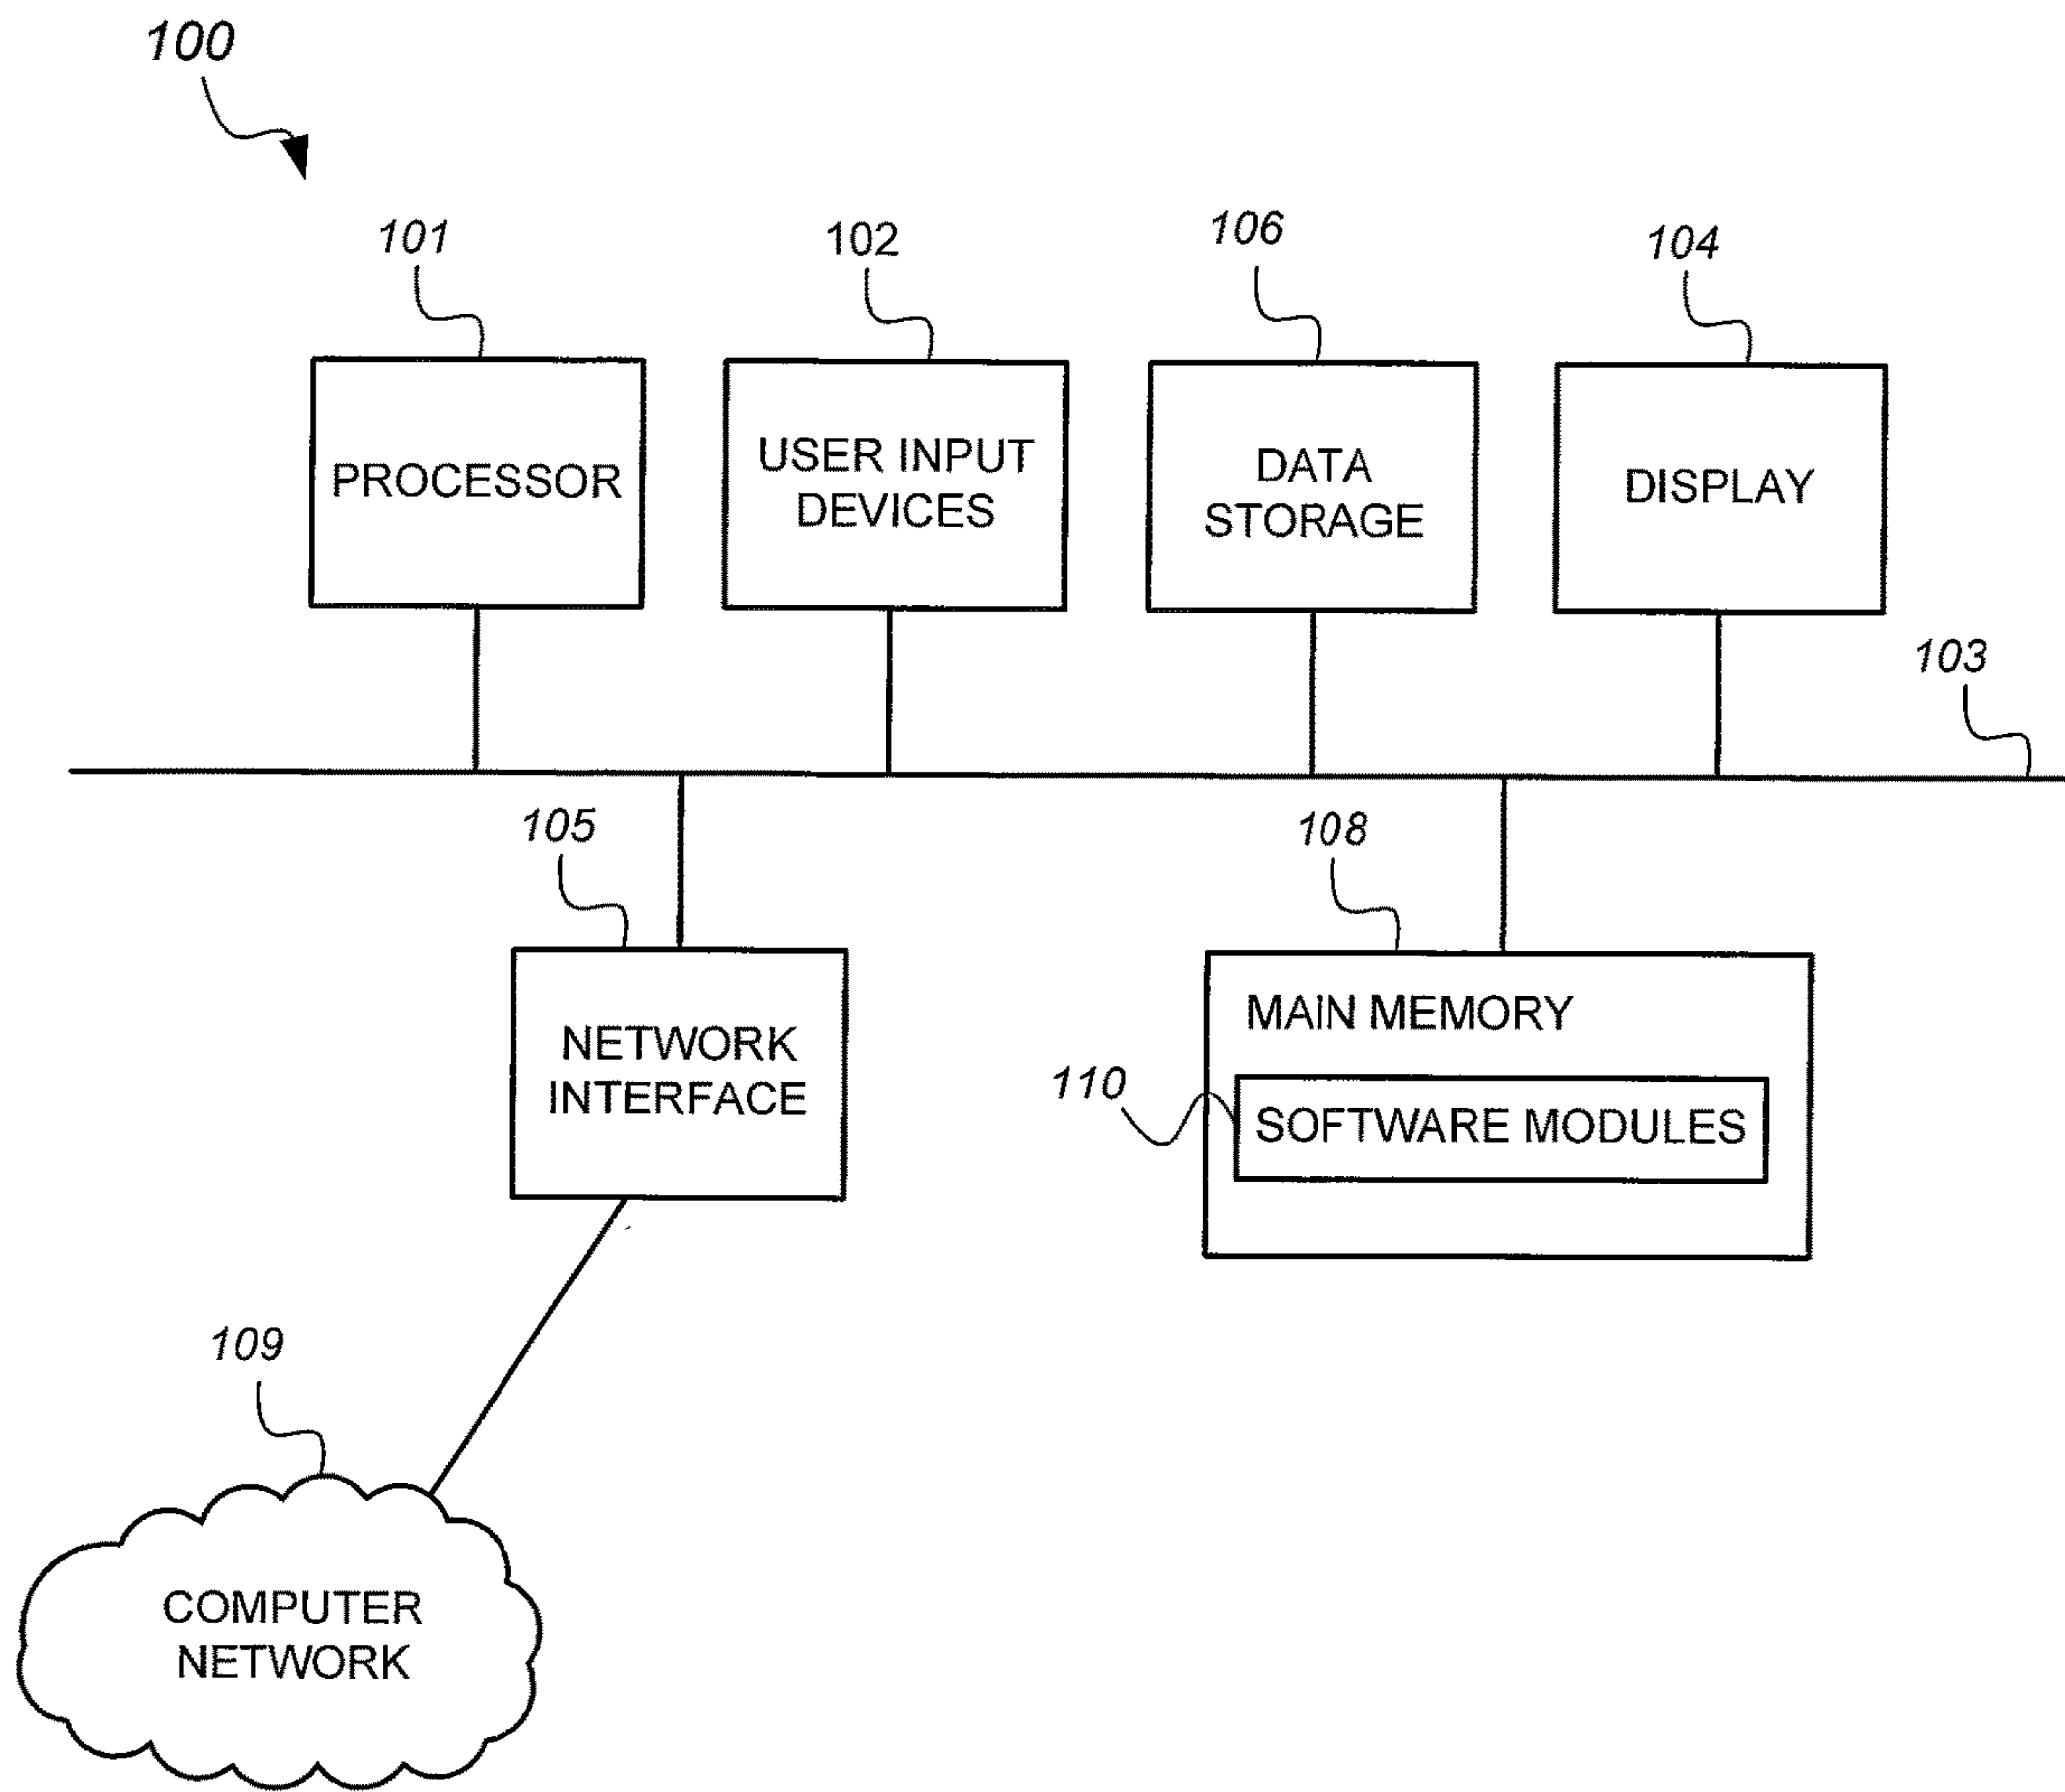 100
101
102
106
104
PROCESSOR
USER INPUT
DEVICES
DATA
STORAGE
DISPLAY
103
105
108
NETWORK
INTERFACE
MAIN MEMORY
110
SOFTWARE MODULES
109
COMPUTER
NETWORK